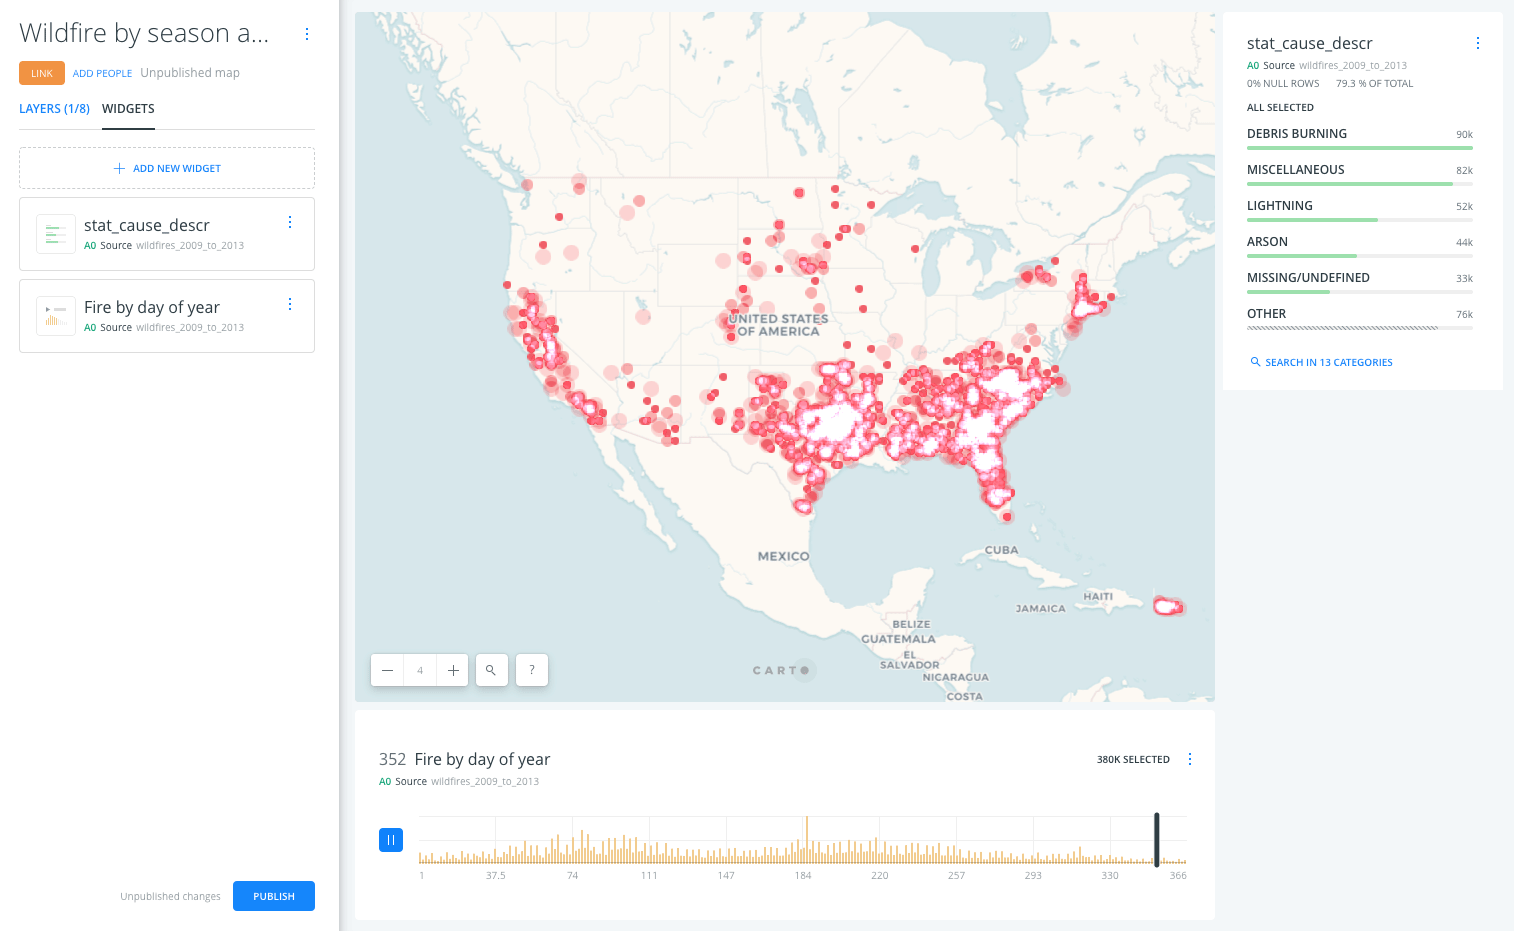 Wildfire by season a...
LINK
ADD PEOPLE
Unpublished map
LAYERS (1/8)
WIDGETS
ADD NEW WIDGET
stat_cause_descr
A0 Source wildfires_2009_to_2013
Fire by day of year
A0 Source wildfires_2009_to_2013
Unpublished changes
PUBLISH
UNITED STATES
OF AMERICA
MEXICO
CUBA
HAITI
JAMAICA
BELIZE
GUATEMALA
EL
SALVADOR
NICARAGUA
COSTA
4
?
CARTO
352 Fire by day of year
380K SELECTED
A0 Source wildfires_2009_to_2013
1 37.5 74 111 147 184 220 257 293 330 366
stat_cause_descr
A0 Source wildfires_2009_to_2013
0% NULL ROWS 79.3 % OF TOTAL
ALL SELECTED
DEBRIS BURNING 90k
MISCELLANEOUS 82k
LIGHTNING 52k
ARSON 44k
MISSING/UNDEFINED 33k
OTHER 76k
SEARCH IN 13 CATEGORIES